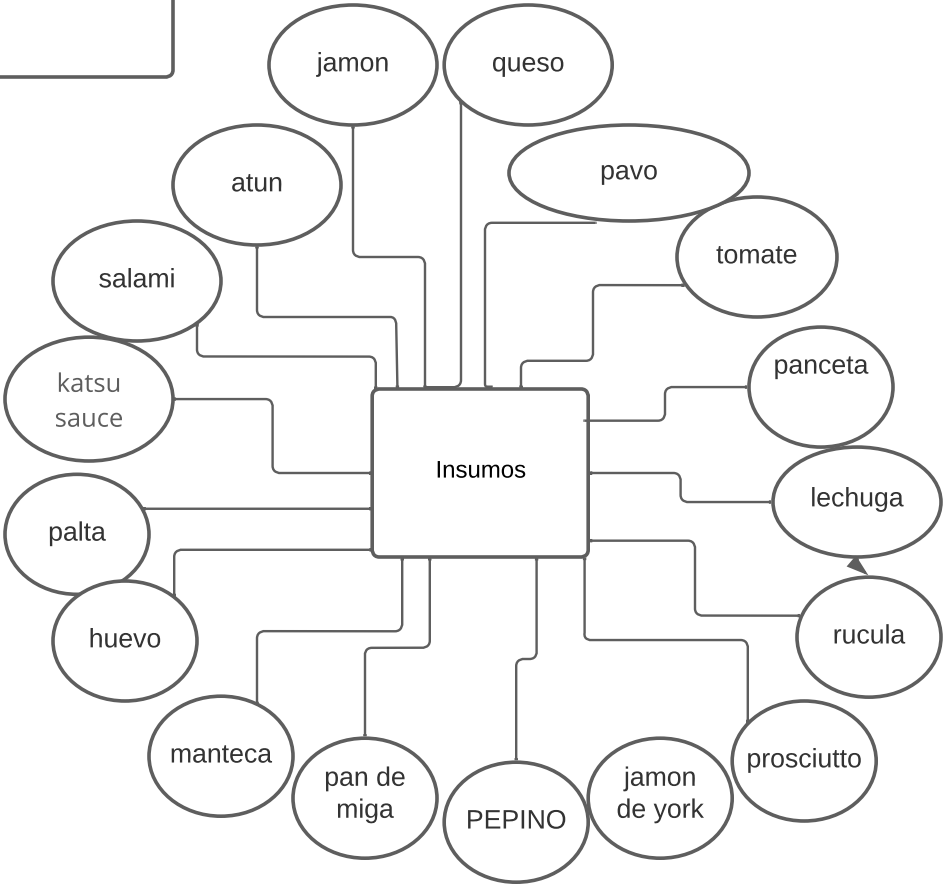 jamon
queso
pavo
atun
tomate
salami
panceta
katsu
sauce
Insumos
lechuga
palta
huevo
rucula
manteca
prosciutto
pan de
miga
jamon
de york
PEPINO